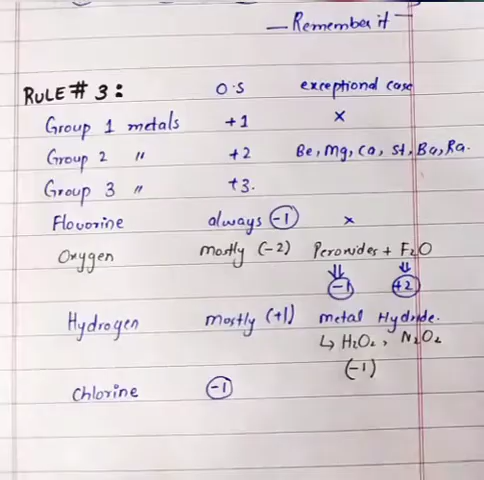 Remember it
RULE # 3: O.S exceptional case
Group 1 metals +1 ×
Group 2 〃 +2 Be, Mg, Ca, St, Ba, Ra.
Group 3 〃 +3.
Flouorine always (-1) ×
Oxygen mostly (-2) Peroxides + F₂O
⇓ ⇓
-1 +2
Hydrogen mostly (+1) metal Hydride.
↳ H₂O₂, N₂O₂
(-1)
Chlorine -1